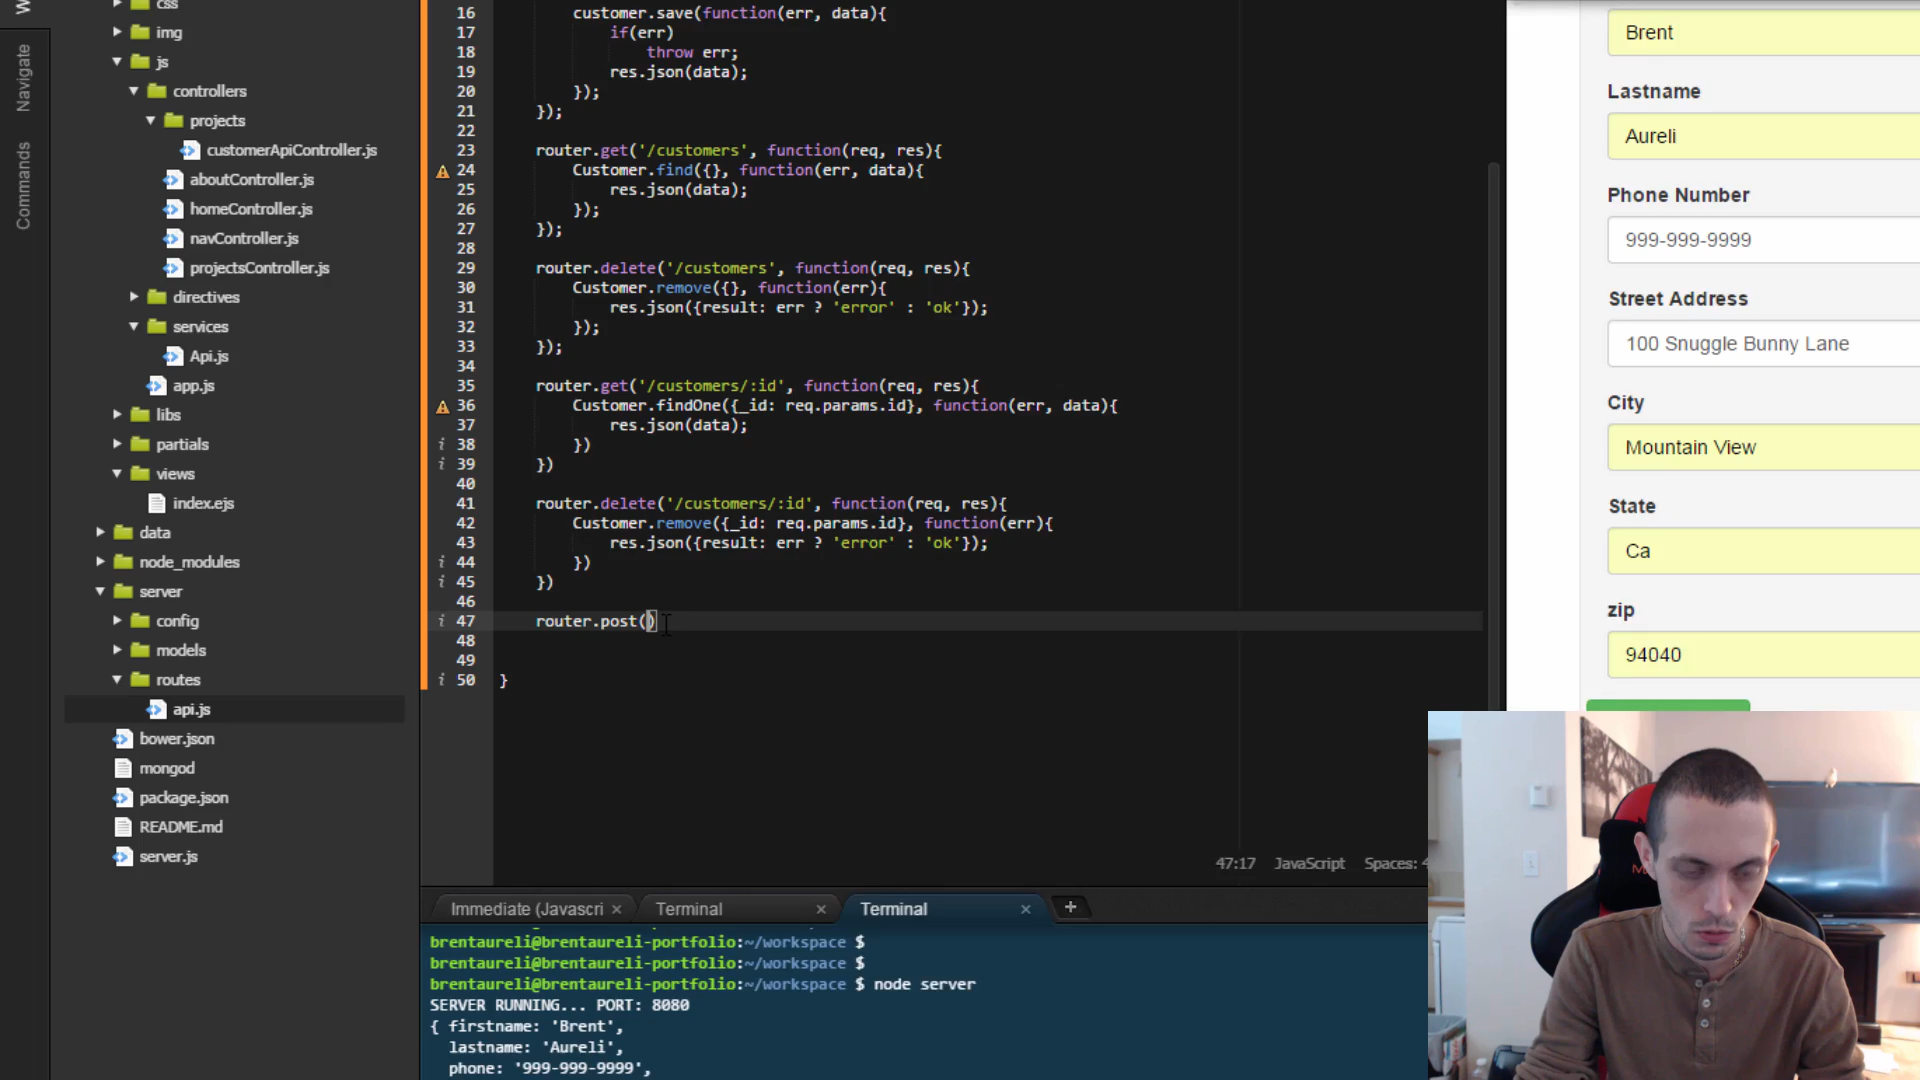 W
Navigate
Commands
css
img
js
controllers
projects
customerApiController.js
aboutController.js
homeController.js
navController.js
projectsController.js
directives
services
Api.js
app.js
libs
partials
views
index.ejs
data
node_modules
server
config
models
routes
api.js
bower.json
mongod
package.json
README.md
server.js
16 customer.save(function(err, data){
17 if(err)
18 throw err;
19 res.json(data);
20 });
21 });
22
23 router.get('/customers', function(req, res){
24 Customer.find({}, function(err, data){
25 res.json(data);
26 });
27 });
28
29 router.delete('/customers', function(req, res){
30 Customer.remove({}, function(err){
31 res.json({result: err ? 'error' : 'ok'});
32 });
33 });
34
35 router.get('/customers/:id', function(req, res){
36 Customer.findOne({_id: req.params.id}, function(err, data){
37 res.json(data);
38 })
39 })
40
41 router.delete('/customers/:id', function(req, res){
42 Customer.remove({_id: req.params.id}, function(err){
43 res.json({result: err ? 'error' : 'ok'});
44 })
45 })
46
47 router.post()
48
49
50 }
47:17 JavaScript Spaces:
Immediate (Javascri × Terminal × Terminal × +
brentaureli@brentaureli-portfolio:~/workspace $
brentaureli@brentaureli-portfolio:~/workspace $
brentaureli@brentaureli-portfolio:~/workspace $ node server
SERVER RUNNING... PORT: 8080
{ firstname: 'Brent',
lastname: 'Aureli',
phone: '999-999-9999',
Brent
Lastname
Aureli
Phone Number
999-999-9999
Street Address
100 Snuggle Bunny Lane
City
Mountain View
State
Ca
zip
94040